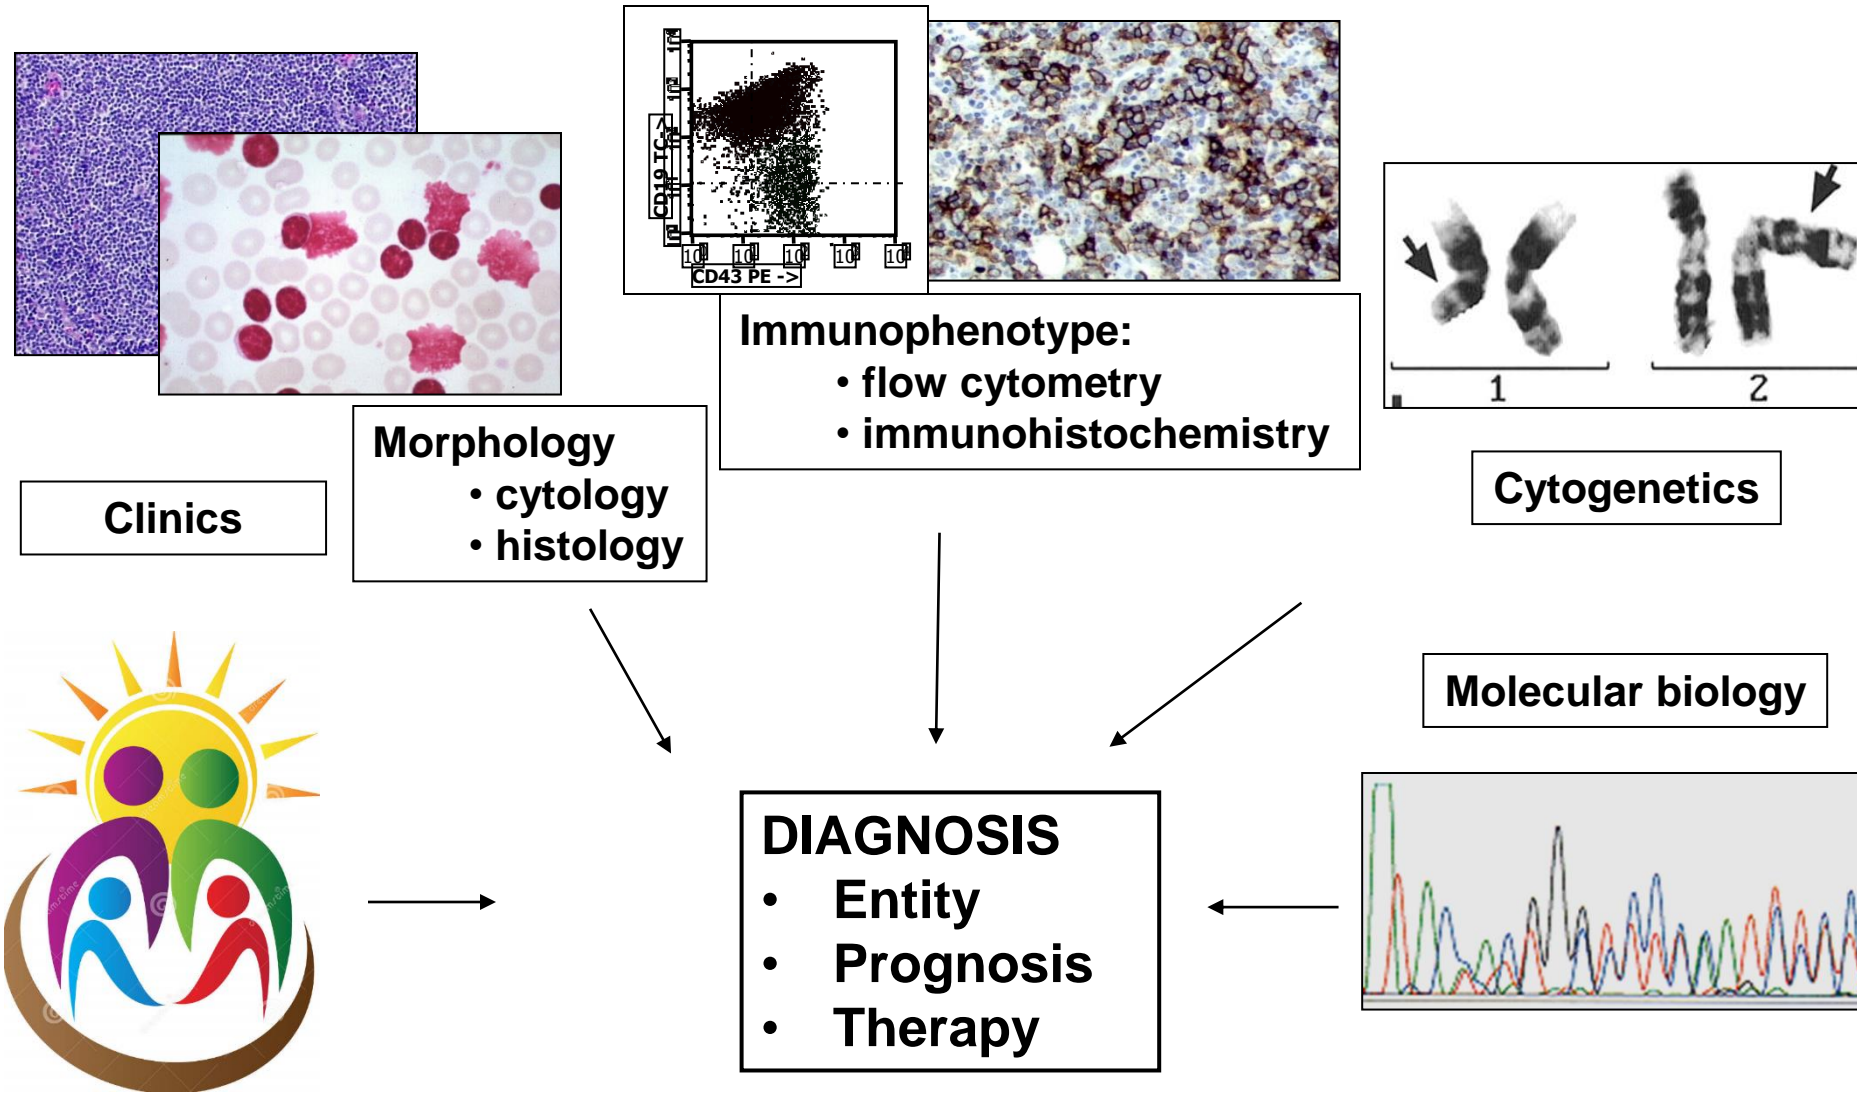 CD19 TC->
CD43 PE ->
Immunophenotype:
• flow cytometry
• immunohistochemistry
1
2
Morphology
• cytology
• histology
Clinics
Cytogenetics
Molecular biology
DIAGNOSIS
• Entity
• Prognosis
• Therapy